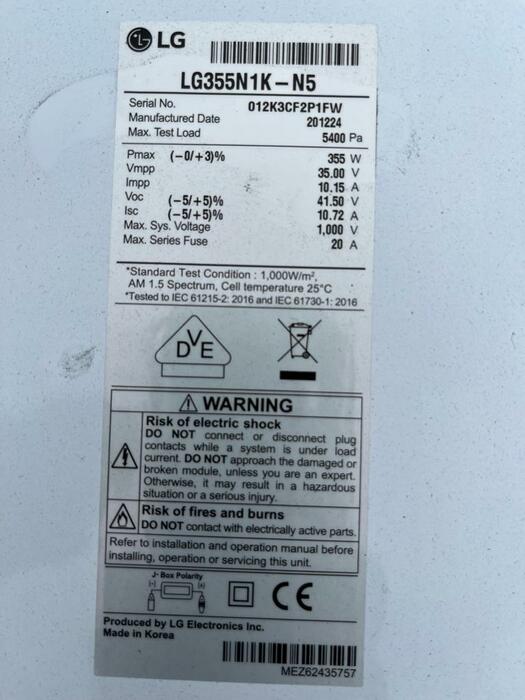 LG
LG355N1K-N5
Serial No. 012K3CF2P1FW
Manufactured Date 201224
Max. Test Load 5400 Pa
Pmax (-0/+3)% 355 W
Vmpp 35.00 V
Impp 10.15 A
Voc (-5/+5)% 41.50 V
Isc (-5/+5)% 10.72 A
Max. Sys. Voltage 1,000 V
Max. Series Fuse 20 A
*Standard Test Condition : 1,000W/m²,
AM 1.5 Spectrum, Cell temperature 25°C
*Tested to IEC 61215-2: 2016 and IEC 61730-1: 2016
DVE
WARNING
Risk of electric shock
DO NOT connect or disconnect plug
contacts while a system is under load
current. DO NOT approach the damaged or
broken module, unless you are an expert.
Otherwise, it may result in a hazardous
situation or a serious injury.
Risk of fires and burns
DO NOT contact with electrically active parts.
Refer to installation and operation manual before
installing, operation or servicing this unit.
J- Box Polarity
(-) (+)
CE
Produced by LG Electronics Inc.
Made in Korea
MEZ62435757